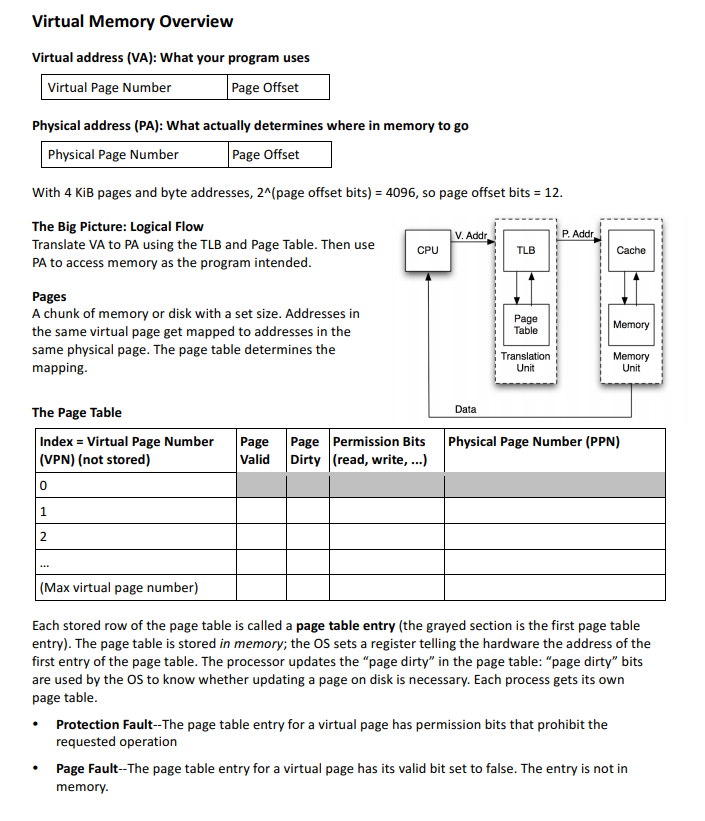 Virtual Memory Overview
Virtual address (VA): What your program uses
Virtual Page Number Page Offset
Physical address (PA): What actually determines where in memory to go
Physical Page Number Page Offset
With 4 KiB pages and byte addresses, 2^(page offset bits) = 4096, so page offset bits = 12.
The Big Picture: Logical Flow
Translate VA to PA using the TLB and Page Table. Then use
PA to access memory as the program intended.
Pages
A chunk of memory or disk with a set size. Addresses in
the same virtual page get mapped to addresses in the
same physical page. The page table determines the
mapping.
CPU
V. Addr
TLB
P. Addr
Cache
Page
Table
Memory
Translation
Unit
Memory
Unit
Data
The Page Table
Index = Virtual Page Number
(VPN) (not stored)
Page
Valid
Page
Dirty
Permission Bits
(read, write, ...)
Physical Page Number (PPN)
0
1
2
...
(Max virtual page number)
Each stored row of the page table is called a page table entry (the grayed section is the first page table
entry). The page table is stored in memory; the OS sets a register telling the hardware the address of the
first entry of the page table. The processor updates the “page dirty” in the page table: “page dirty” bits
are used by the OS to know whether updating a page on disk is necessary. Each process gets its own
page table.
• Protection Fault--The page table entry for a virtual page has permission bits that prohibit the
requested operation
• Page Fault--The page table entry for a virtual page has its valid bit set to false. The entry is not in
memory.